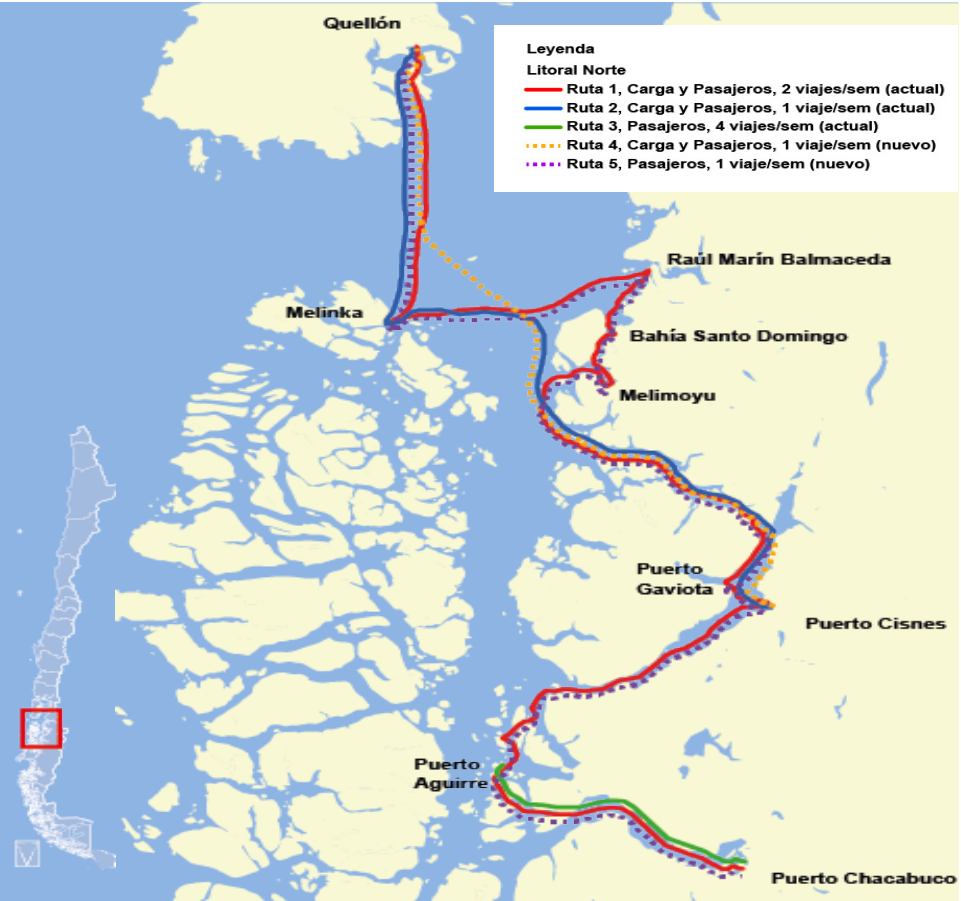 Quellón
Leyenda
Litoral Norte
Ruta 1, Carga y Pasajeros, 2 viajes/sem (actual)
Ruta 2, Carga y Pasajeros, 1 viaje/sem (actual)
Ruta 3, Pasajeros, 4 viajes/sem (actual)
Ruta 4, Carga y Pasajeros, 1 viaje/sem (nuevo)
Ruta 5, Pasajeros, 1 viaje/sem (nuevo)
Raúl Marín Balmaceda
Melinka
Bahía Santo Domingo
Melimoyu
Puerto
Gaviota
Puerto Cisnes
Puerto
Aguirre
Puerto Chacabuco